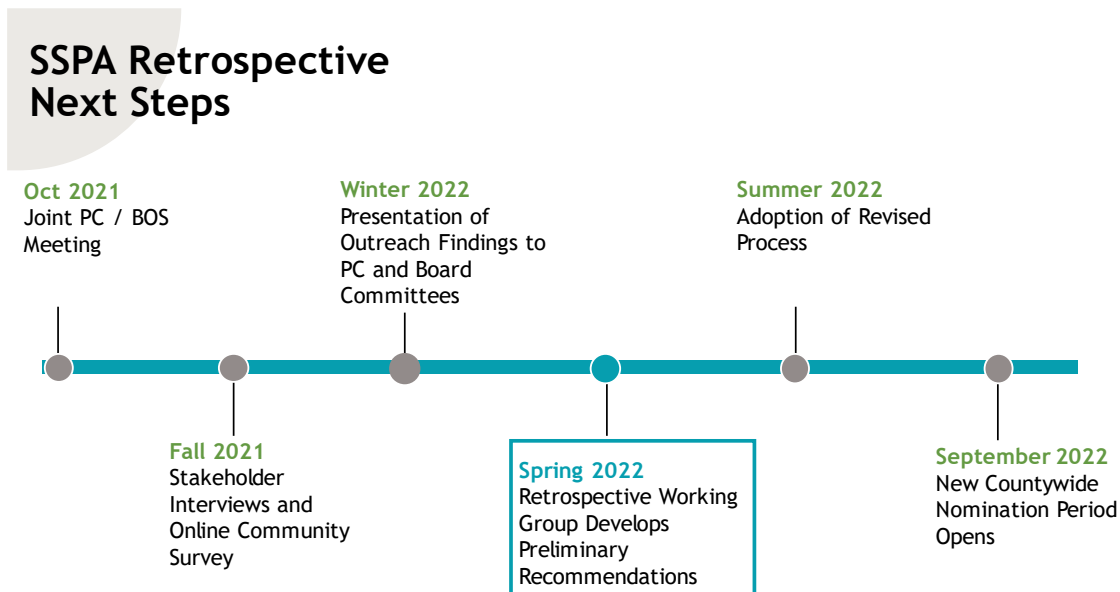 SSPA Retrospective
Next Steps
Oct 2021
Joint PC / BOS
Meeting
Winter 2022
Presentation of
Outreach Findings to
PC and Board
Committees
Summer 2022
Adoption of Revised
Process
Fall 2021
Stakeholder
Interviews and
Online Community
Survey
Spring 2022
Retrospective Working
Group Develops
Preliminary
Recommendations
September 2022
New Countywide
Nomination Period
Opens